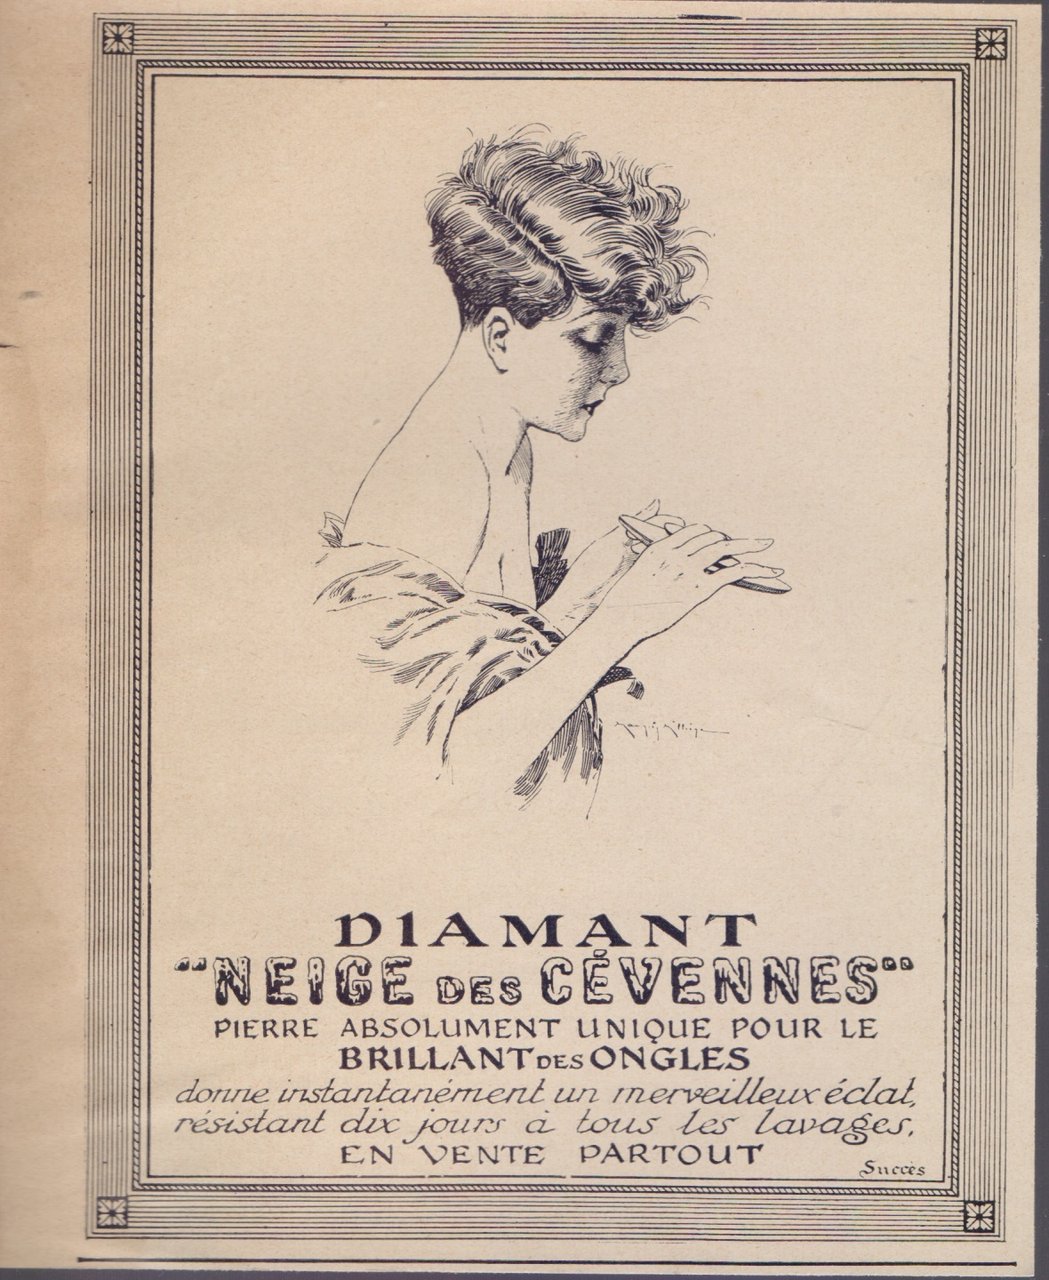 DIAMANT
"NEIGE DES CÉVENNES"
PIERRE ABSOLUMENT UNIQUE POUR LE
BRILLANT DES ONGLES
donne instantanément un merveilleux éclat,
résistant dix jours à tous les lavages.
EN VENTE PARTOUT
Succès